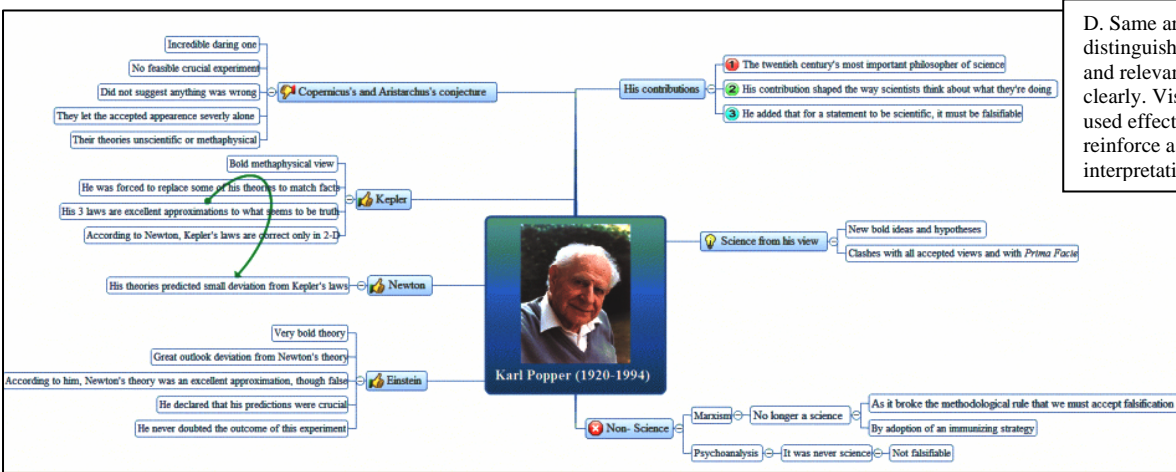 Incredible daring one
No feasible crucial experiment
Did not suggest anything was wrong
They let the accepted appearence severly alone
Their theories unscientific or methaphysical
Copernicus's and Aristarchus's conjecture
Bold methaphysical view
He was forced to replace some of his theories to match facts
His 3 laws are excellent approximations to what seems to be truth
According to Newton, Kepler's laws are correct only in 2-D
Kepler
His theories predicted small deviation from Kepler's laws
Newton
Very bold theory
Great outlook deviation from Newton's theory
According to him, Newton's theory was an excellent approximation, though false
He declared that his predictions were crucial
He never doubted the outcome of this experiment
Einstein
Karl Popper (1920-1994)
His contributions
1 The twentieh century's most important philosopher of science
2 His contribution shaped the way scientists think about what they're doing
3 He added that for a statement to be scientific, it must be falsifiable
Science from his view
New bold ideas and hypotheses
Clashes with all accepted views and with Prima Facie
Non- Science
Marxism
No longer a science
As it broke the methodological rule that we must accept falsification
By adoption of an immunizing strategy
Psychoanalysis
It was never science
Not falsifiable
D. Same an
distinguish
and relevan
clearly. Vis
used effect
reinforce a
interpretati